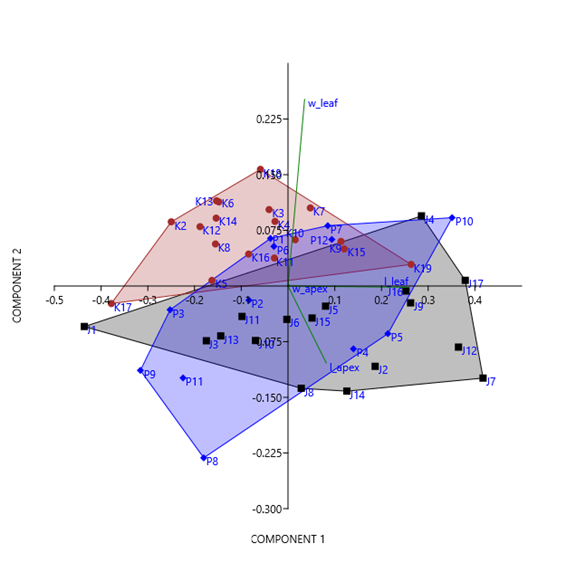 w_leaf
0.225
K18
0.150
K13 K6
K3 K7
K2 K14 K4
K12 0.075 P7 J4 P10
P1 K10 P12
K8 P6 K9 K15
K16 K11 K19
K5 l_leaf J17
-0.5 -0.4 -0.3 -0.2 -0.1 w_apex 0.1 0.2 J16 0.3 0.4
K17 P2 J9
P3 J11 J5
J1 J6 J15
J3 J13 J10 -0.075 P5
P4 J12
l_apex J2
P9 P11 J7
J8 J14
-0.150
P8 -0.225
-0.300
COMPONENT 1
COMPONENT 2